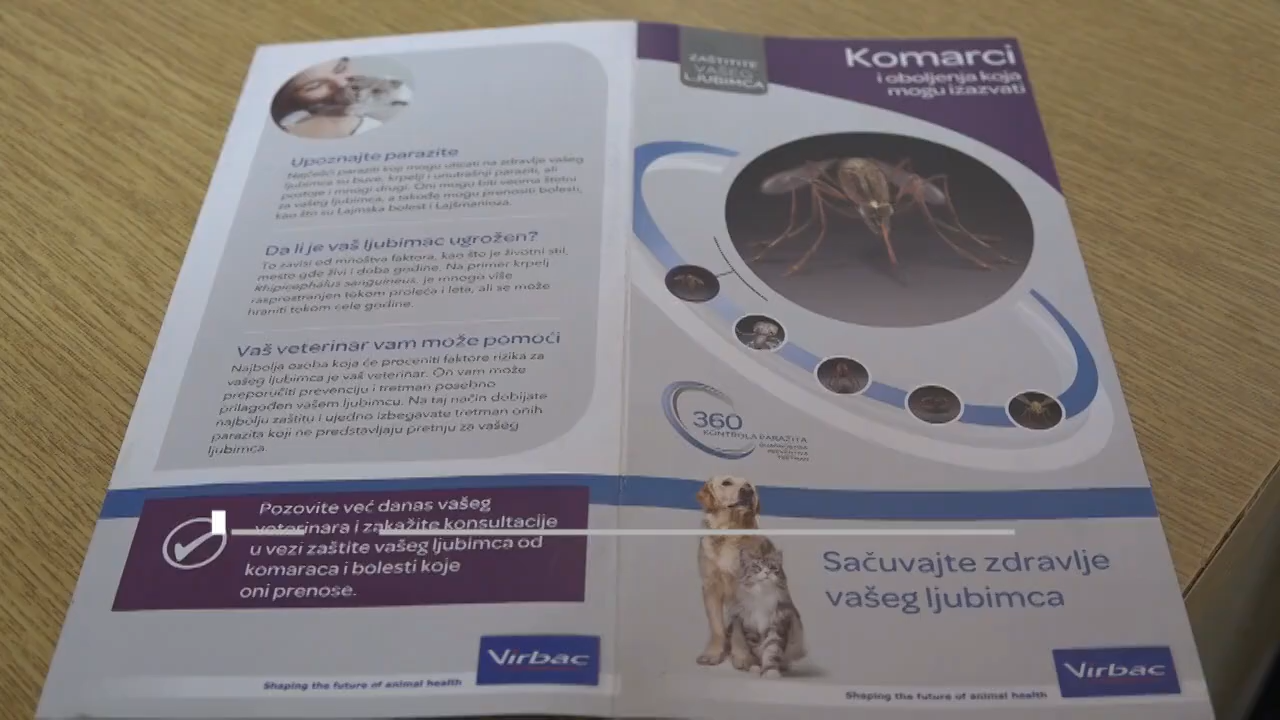 Upoznajte parazite
Najčešći paraziti koji mogu uticati na zdravlje vašeg
ljubimca su buve, krpelji i unutrašnji paraziti, ali
postoje i mnogi drugi. Oni mogu biti veoma štetni
za vašeg ljubimca, a takođe mogu prenositi bolesti,
kao što su Lajmska bolest i Lajšmanioza.
Da li je vaš ljubimac ugrožen?
To zavisi od mnoštva faktora, kao što je životni stil,
mesto gde živi i doba godine. Na primer krpelj
Rhipicephalus sanguineus, je mnogo više
rasprostranjen tokom proleća i leta, ali se može
hraniti tokom cele godine.
Vaš veterinar vam može pomoći
Najbolja osoba koja će proceniti faktore rizika za
vašeg ljubimca je vaš veterinar. On vam može
preporučiti prevenciju i tretman posebno
prilagođen vašem ljubimcu. Na taj način dobijate
najbolju zaštitu i ujedno izbegavate tretman onih
parazita koji ne predstavljaju pretnju za vašeg
ljubimca.
Pozovite već danas vašeg
veterinara i zakažite konsultacije
u vezi zaštite vašeg ljubimca od
komaraca i bolesti koje
oni prenose.
Virbac
Shaping the future of animal health
ZAŠTITITE
VAŠEG
LJUBIMCA
Komarci
i oboljenja koja
mogu izazvati
360
KONTROLA PARAZITA
DIJAGNOSTIKA
PREVENTIVA
TRETMAN
Sačuvajte zdravlje
vašeg ljubimca
Virbac
Shaping the future of animal health